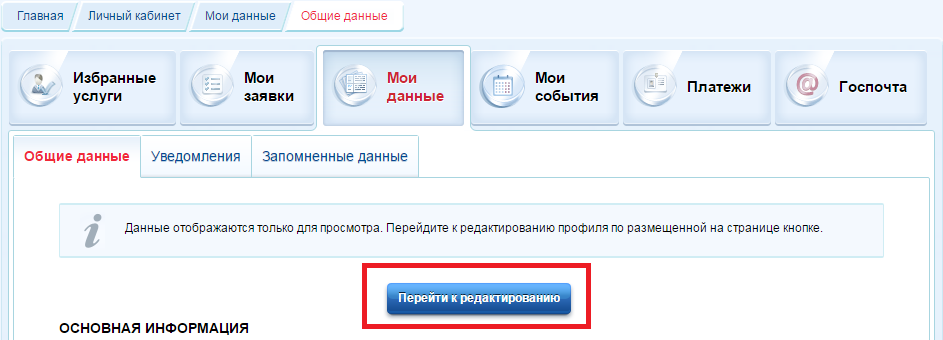 Главная Личный кабинет Мои данные Общие данные
Избранные услуги
Мои заявки
Мои данные
Мои события
Платежи
Госпочта
Общие данные Уведомления Запомненные данные
Данные отображаются только для просмотра. Перейдите к редактированию профиля по размещенной на странице кнопке.
Перейти к редактированию
ОСНОВНАЯ ИНФОРМАЦИЯ